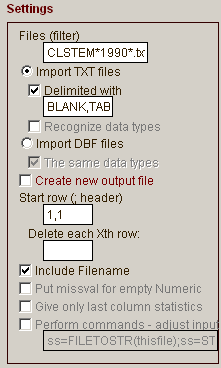 Settings
Files (filter)
CLSTEM*1990*.tx
Import TXT files
Delimited with
BLANK,TAB
Recognize data types
Import DBF files
The same data types
Create new output file
Start row (; header)
1,1
Delete each Xth row:
Include Filename
Put missval for empty Numeric
Give only last column statistics
Perform commands - adjust input
ss=FILETOSTR(thisfile);ss=ST